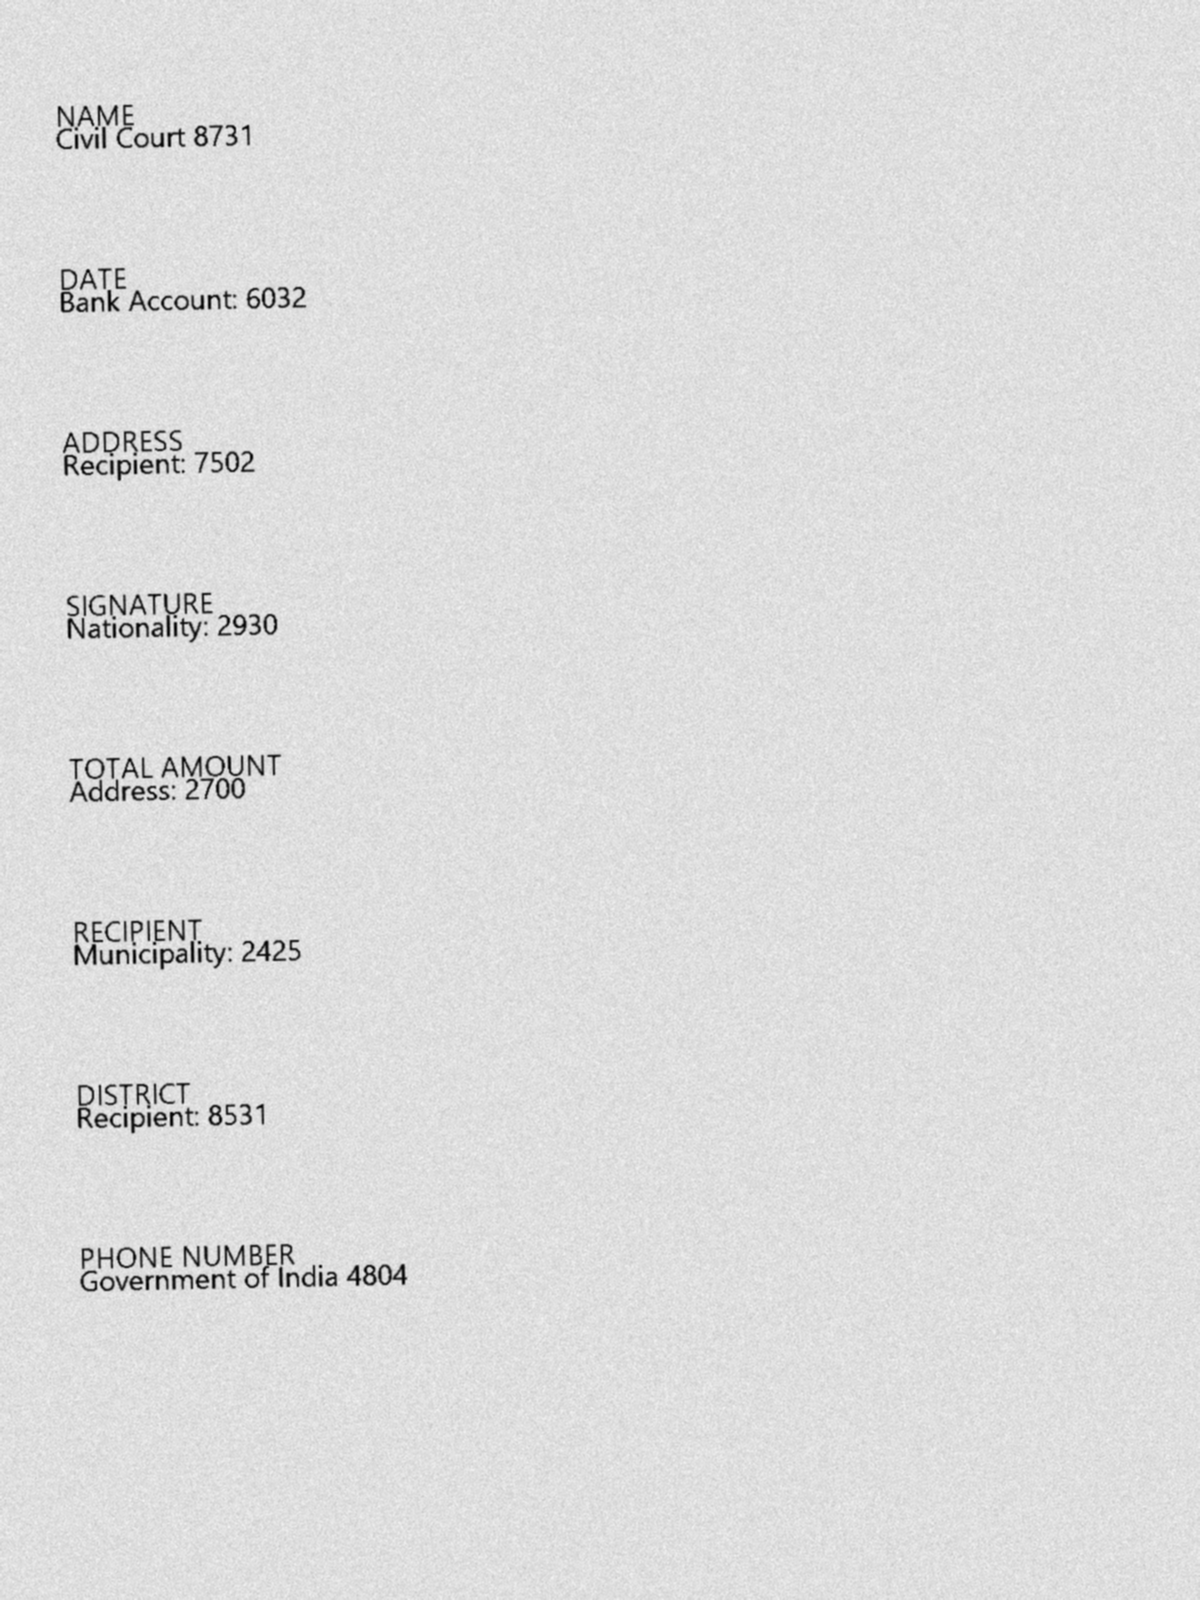 NAME
Civil Court 8731
DATE
Bank Account: 6032
ADDRESS
Recipient: 7502
SIGNATURE
Nationality: 2930
TOTAL AMOUNT
Address: 2700
RECIPIENT
Municipality: 2425
DISTRICT
Recipient: 8531
PHONE NUMBER
Government of India 4804